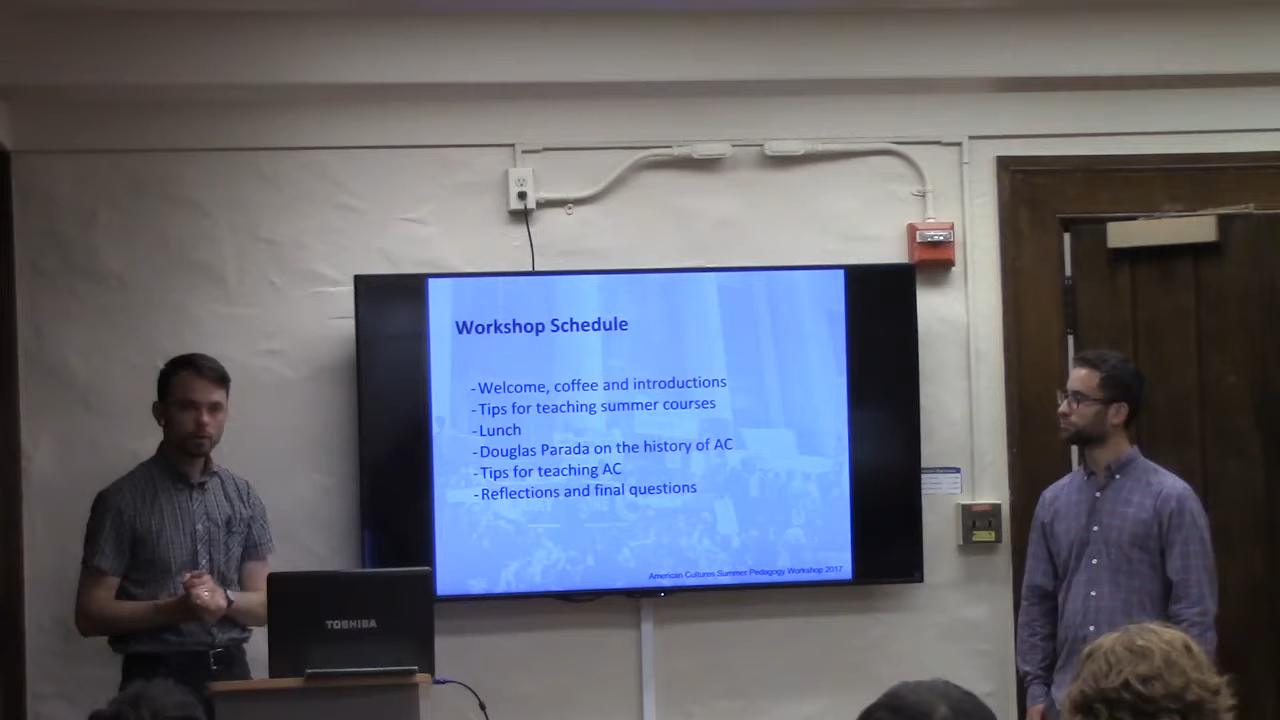 Workshop Schedule
-Welcome, coffee and introductions
-Tips for teaching summer courses
-Lunch
-Douglas Parada on the history of AC
-Tips for teaching AC
-Reflections and final questions
American Cultures Summer Pedagogy Workshop 2017
TOSHIBA